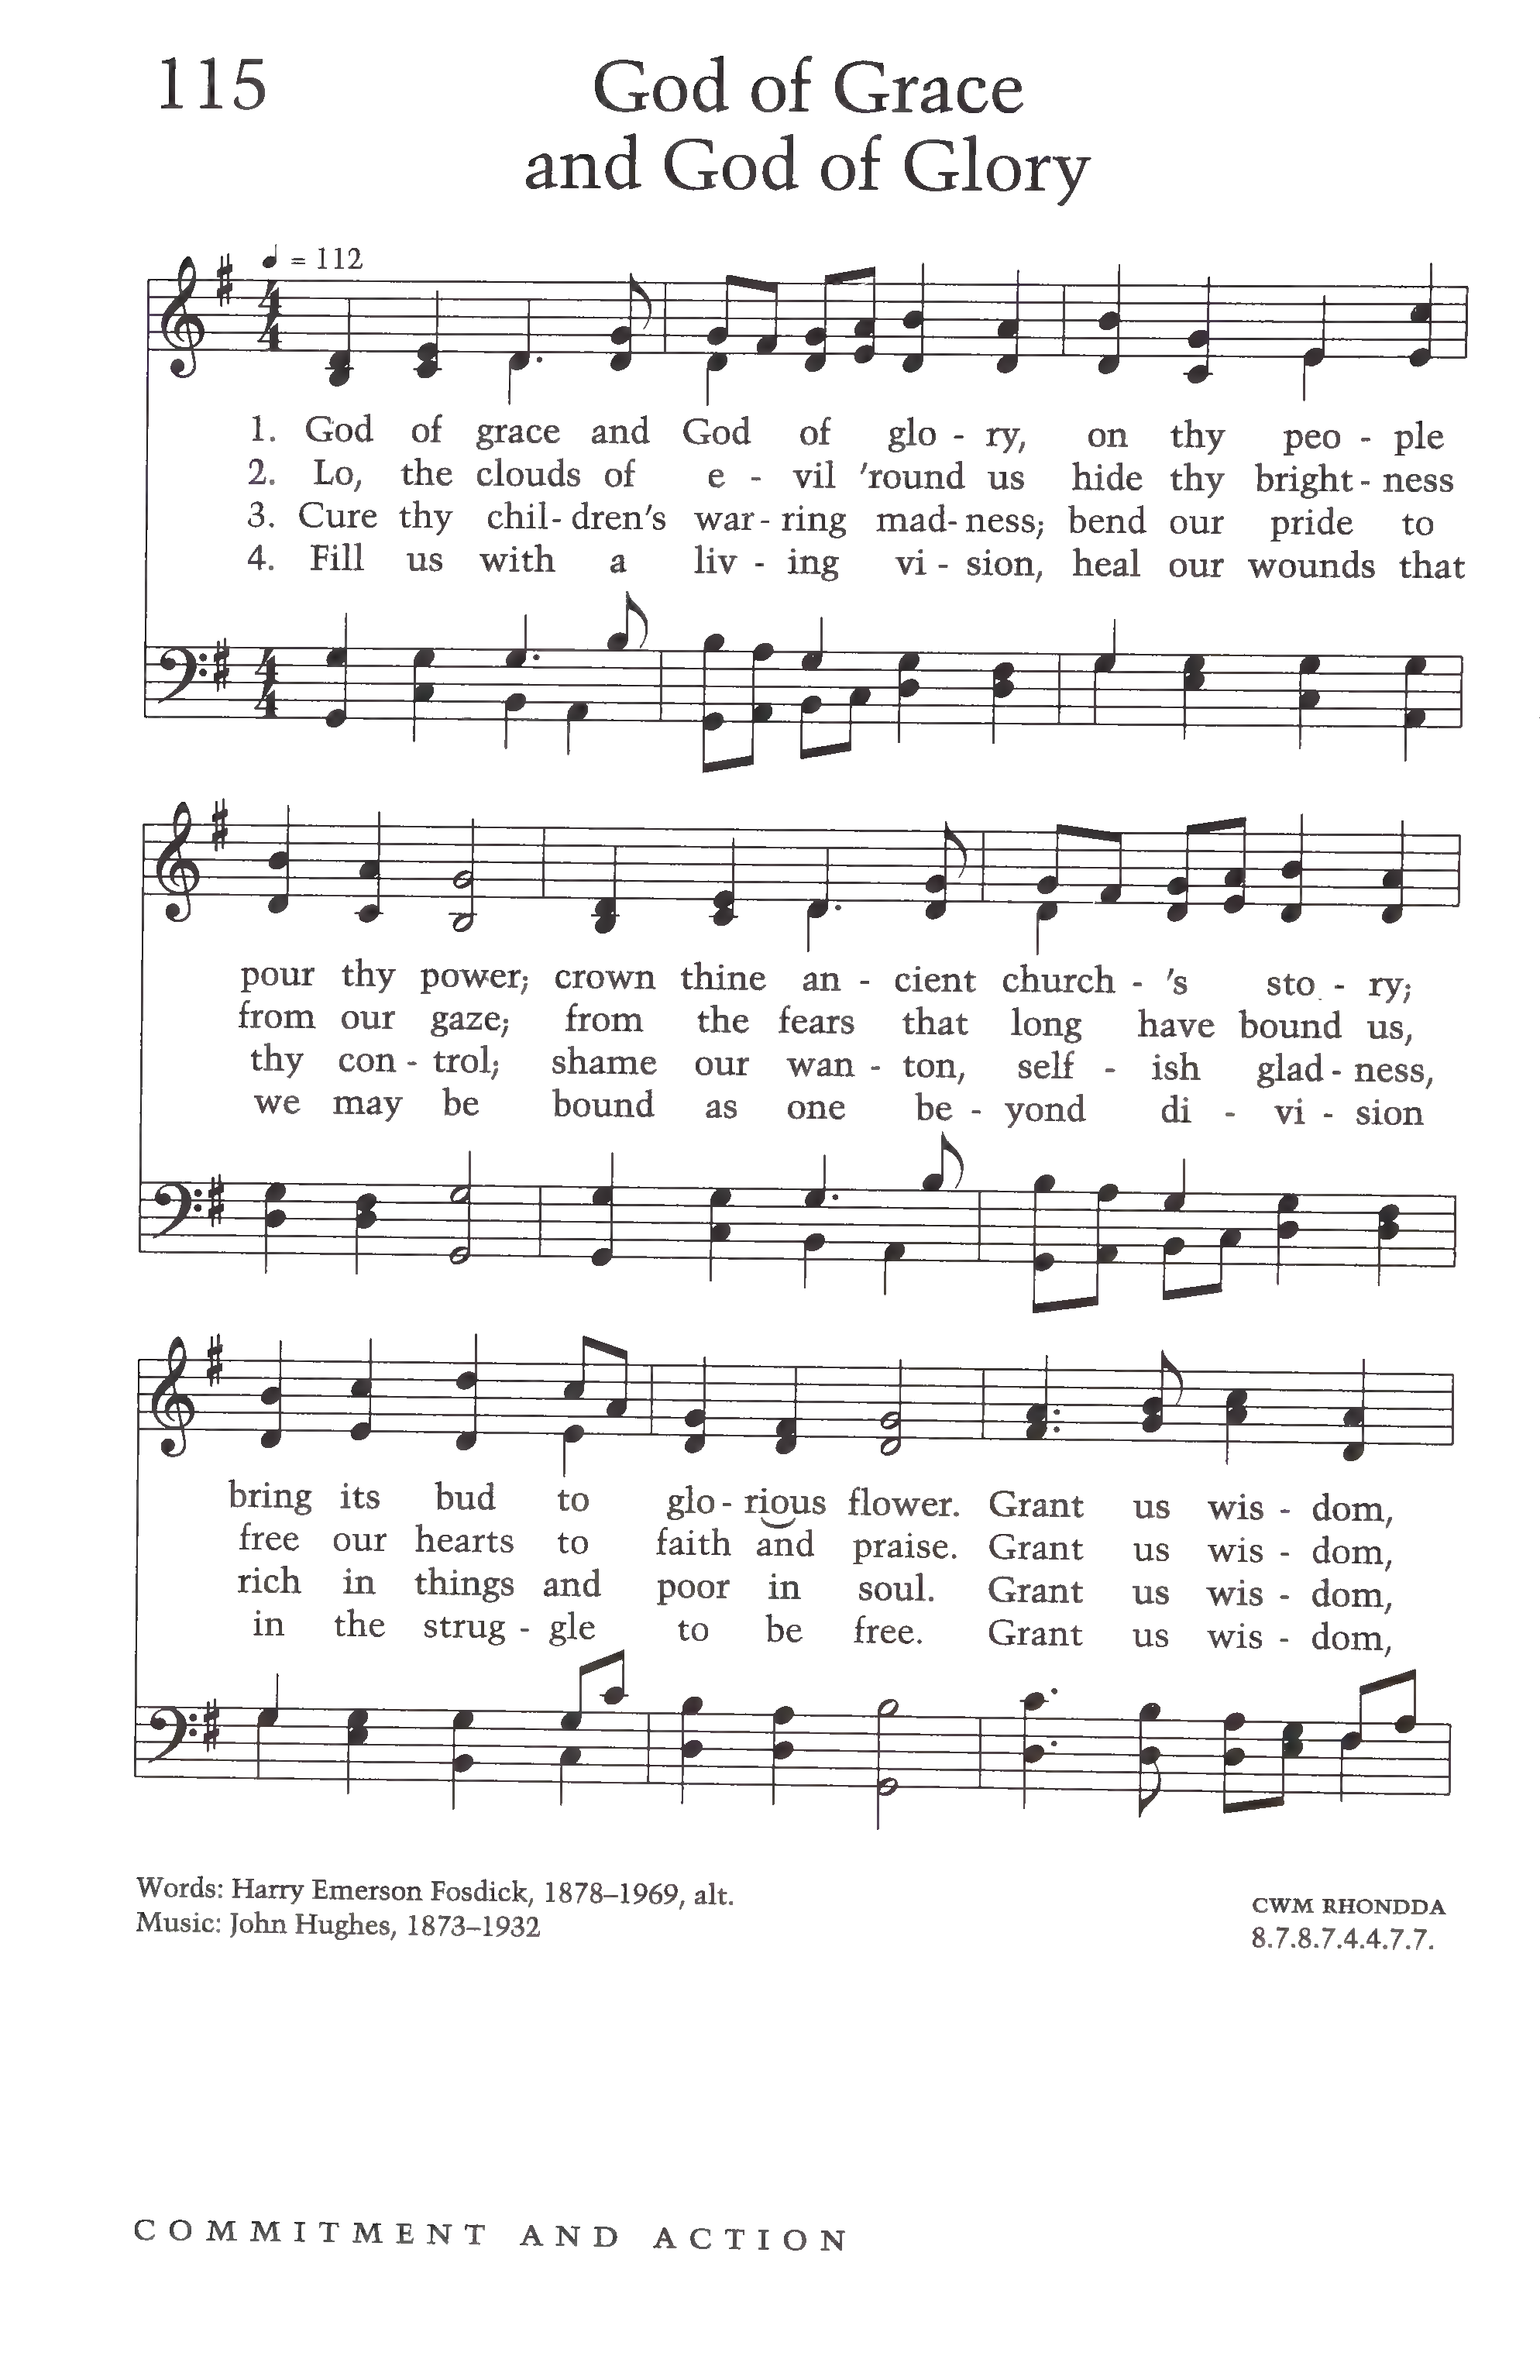 115
God of Grace
and God of Glory
♩ = 112
1. God of grace and God of glo - ry, on thy peo - ple
2. Lo, the clouds of e - vil 'round us hide thy bright - ness
3. Cure thy chil - dren's war - ring mad - ness; bend our pride to
4. Fill us with a liv - ing vi - sion, heal our wounds that
pour thy power; crown thine an - cient church - 's sto - ry;
from our gaze; from the fears that long have bound us,
thy con - trol; shame our wan - ton, self - ish glad - ness,
we may be bound as one be - yond di - vi - sion
bring its bud to glo - rious flower. Grant us wis - dom,
free our hearts to faith and praise. Grant us wis - dom,
rich in things and poor in soul. Grant us wis - dom,
in the strug - gle to be free. Grant us wis - dom,
Words: Harry Emerson Fosdick, 1878–1969, alt.
Music: John Hughes, 1873–1932
CWM RHONDDA
8.7.8.7.4.4.7.7.
COMMITMENT AND ACTION